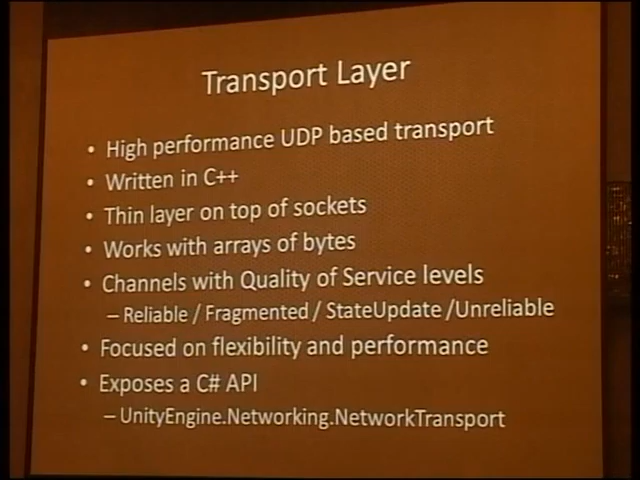 Transport Layer
• High performance UDP based transport
• Written in C++
• Thin layer on top of sockets
• Works with arrays of bytes
• Channels with Quality of Service levels
– Reliable / Fragmented / StateUpdate /Unreliable
• Focused on flexibility and performance
• Exposes a C# API
– UnityEngine.Networking.NetworkTransport